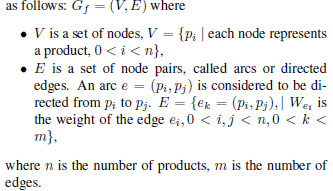 as follows: G_f = (V, E) where
• V is a set of nodes, V = {p_i | each node represents
a product, 0 < i < n},
• E is a set of node pairs, called arcs or directed
edges. An arc e = (p_i, p_j) is considered to be di-
rected from p_i to p_j. E = {e_k = (p_i, p_j), | W_{e_i} is
the weight of the edge e_i, 0 < i, j < n, 0 < k <
m},
where n is the number of products, m is the number of
edges.